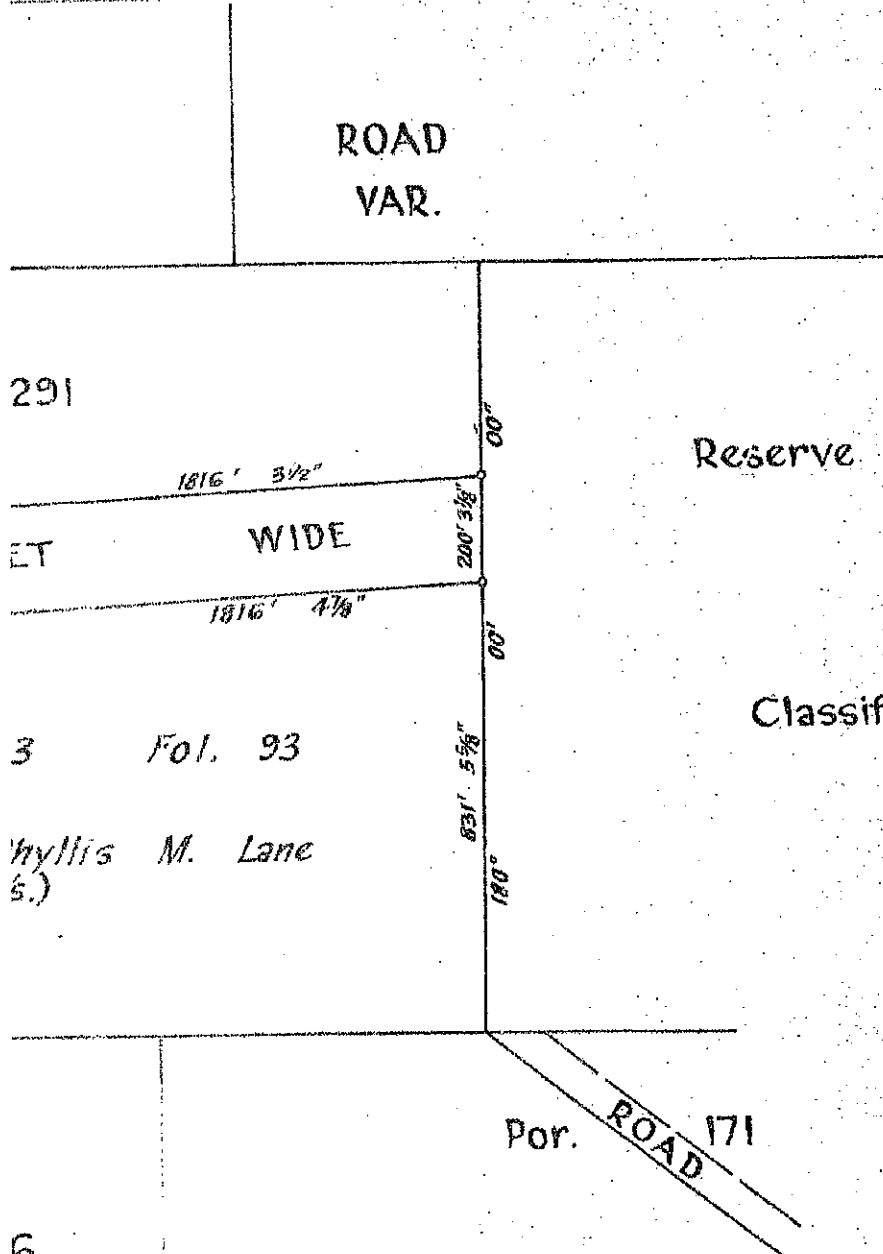 ROAD
VAR.
291
00"
Reserve
1816' 3½"
200' 3⅛"
ET WIDE
1816' 4⅞"
00'
Classif
831' 5⅝"
3 Fol. 93
hyllis M. Lane
s.)
180°
Por. ROAD 171
6